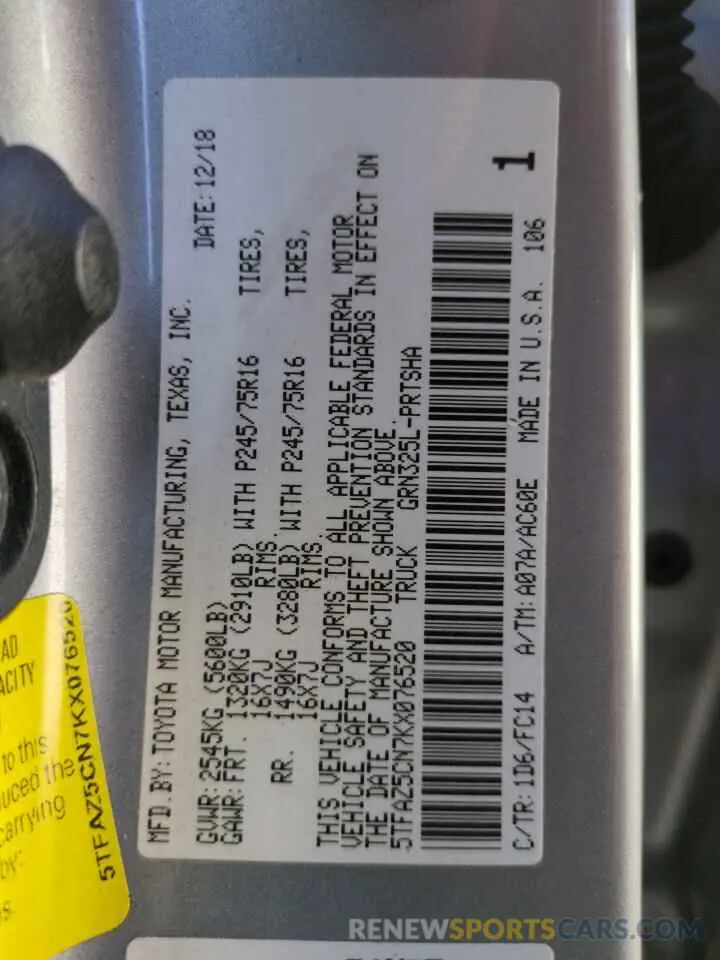 MFD.BY:TOYOTA MOTOR MANUFACTURING, TEXAS, INC.
DATE:12/18
GVWR:2545KG (5600LB)
GAWR:FRT. 1320KG (2910LB) WITH P245/75R16 TIRES,
16X7J RIMS.
RR. 1490KG (3280LB) WITH P245/75R16 TIRES,
16X7J RIMS.
THIS VEHICLE CONFORMS TO ALL APPLICABLE FEDERAL MOTOR
VEHICLE SAFETY AND THEFT PREVENTION STANDARDS IN EFFECT ON
THE DATE OF MANUFACTURE SHOWN ABOVE.
5TFAZ5CN7KX076520 TRUCK GRN325L-PRTSHA
1
C/TR:1D6/FC14 A/TM:A07A/AC60E MADE IN U.S.A. 106
AD
ACITY
to this
uced the
carrying
by:
5TFAZ5CN7KX076520
RENEWSPORTSCARS.COM